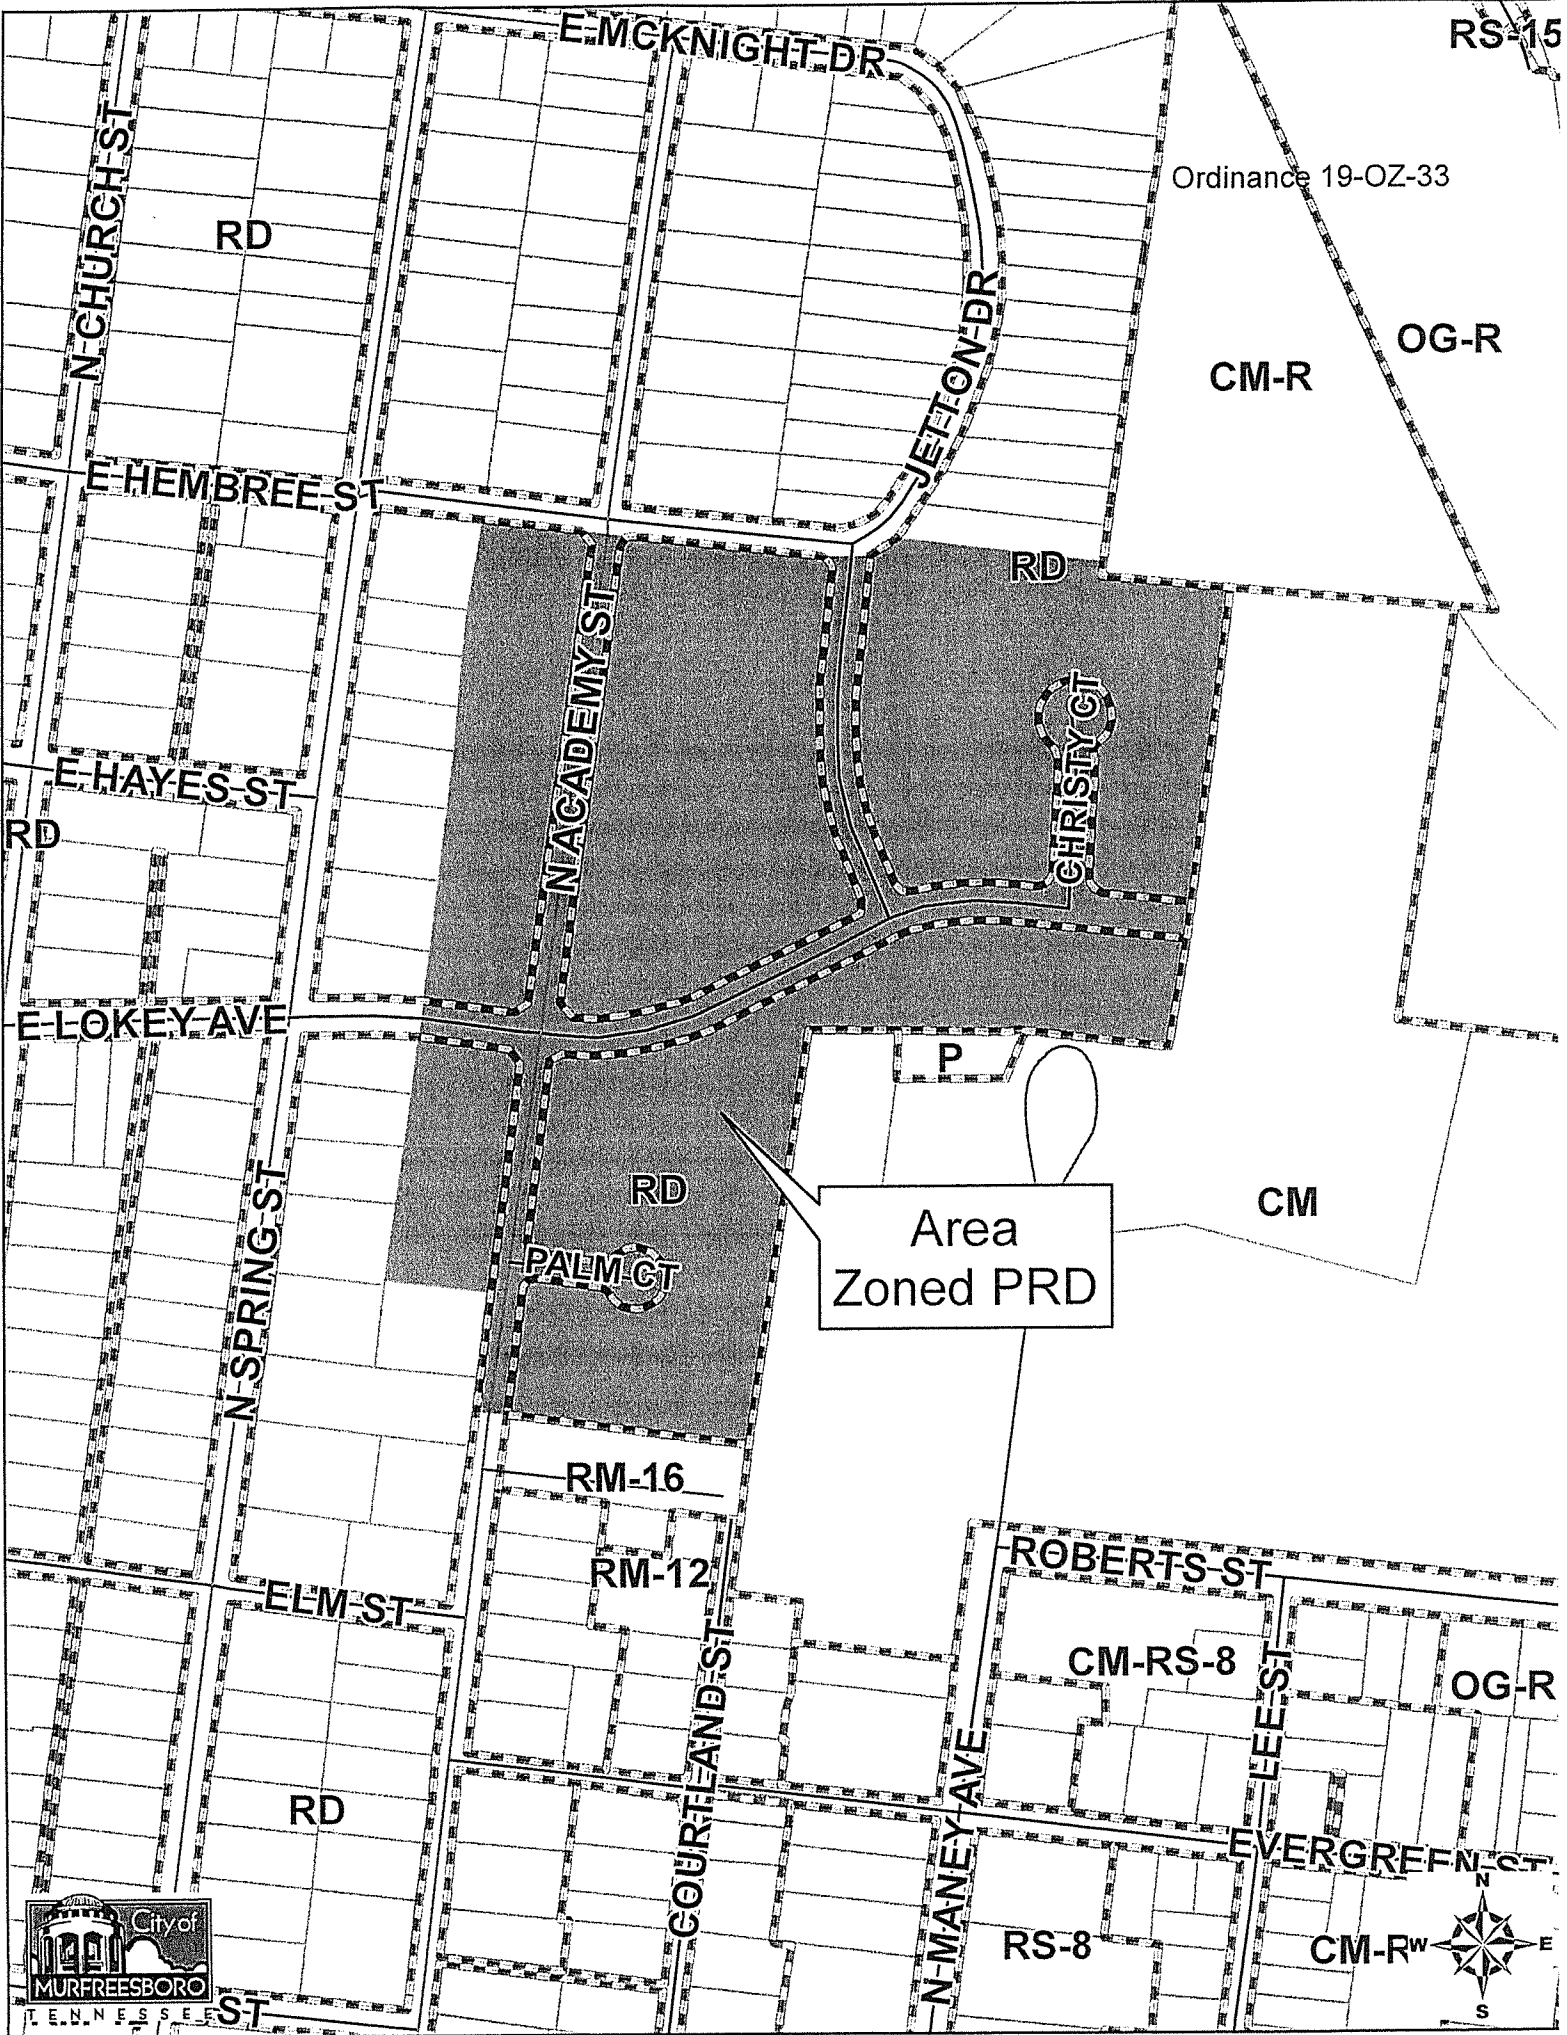 E MCKNIGHT DR
RS-15
N CHURCH ST
Ordinance 19-OZ-33
RD
JETTON DR
OG-R
CM-R
E HEMBREE ST
RD
N ACADEMY ST
CHRISTY CT
E HAYES ST
RD
E LOKEY AVE
P
RD
Area
Zoned PRD
CM
N SPRING ST
PALM CT
RM-16
ROBERTS ST
RM-12
ELM ST
COURTLAND ST
CM-RS-8
LEE ST
OG-R
N MANEY AVE
RD
EVERGREEN ST
RS-8
CM-R
N
W
E
S
City of
MURFREESBORO
TENNESSEE
ST